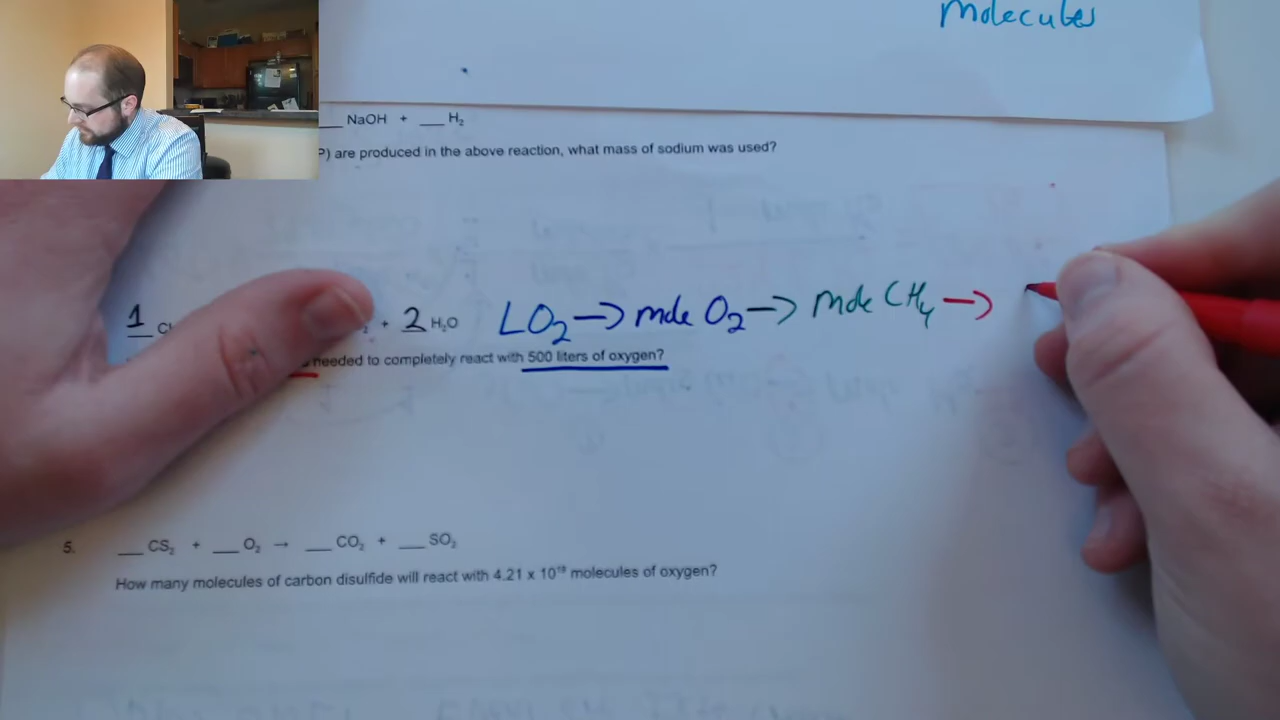 molecules
___ NaOH + ___ H₂
P) are produced in the above reaction, what mass of sodium was used?
1 + 2 H₂O LO₂ → mole O₂ → mole CH₄ →
needed to completely react with 500 liters of oxygen?
5. ___ CS₂ + ___ O₂ → ___ CO₂ + ___ SO₂
How many molecules of carbon disulfide will react with 4.21 x 10¹⁹ molecules of oxygen?